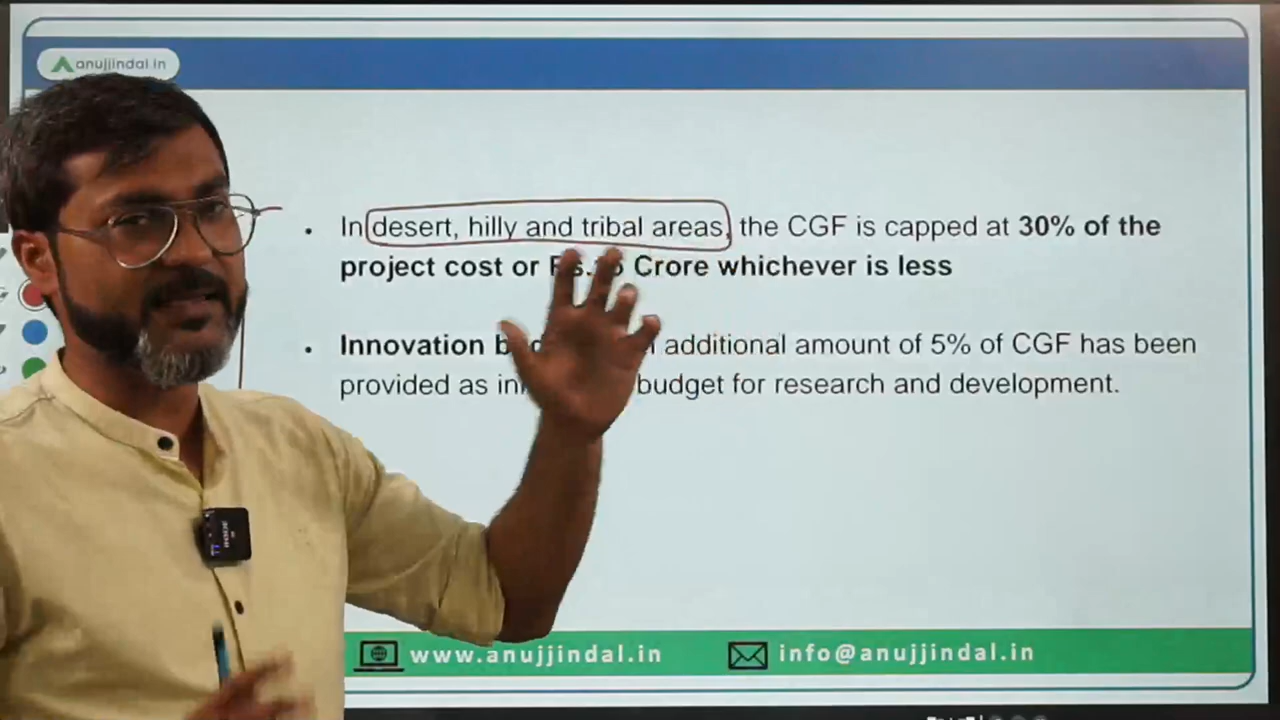 anujjindal.in
In desert, hilly and tribal areas, the CGF is capped at 30% of the
project cost or Crore whichever is less
Innovation additional amount of 5% of CGF has been
provided as budget for research and development.
www.anujjindal.in
info@anujjindal.in